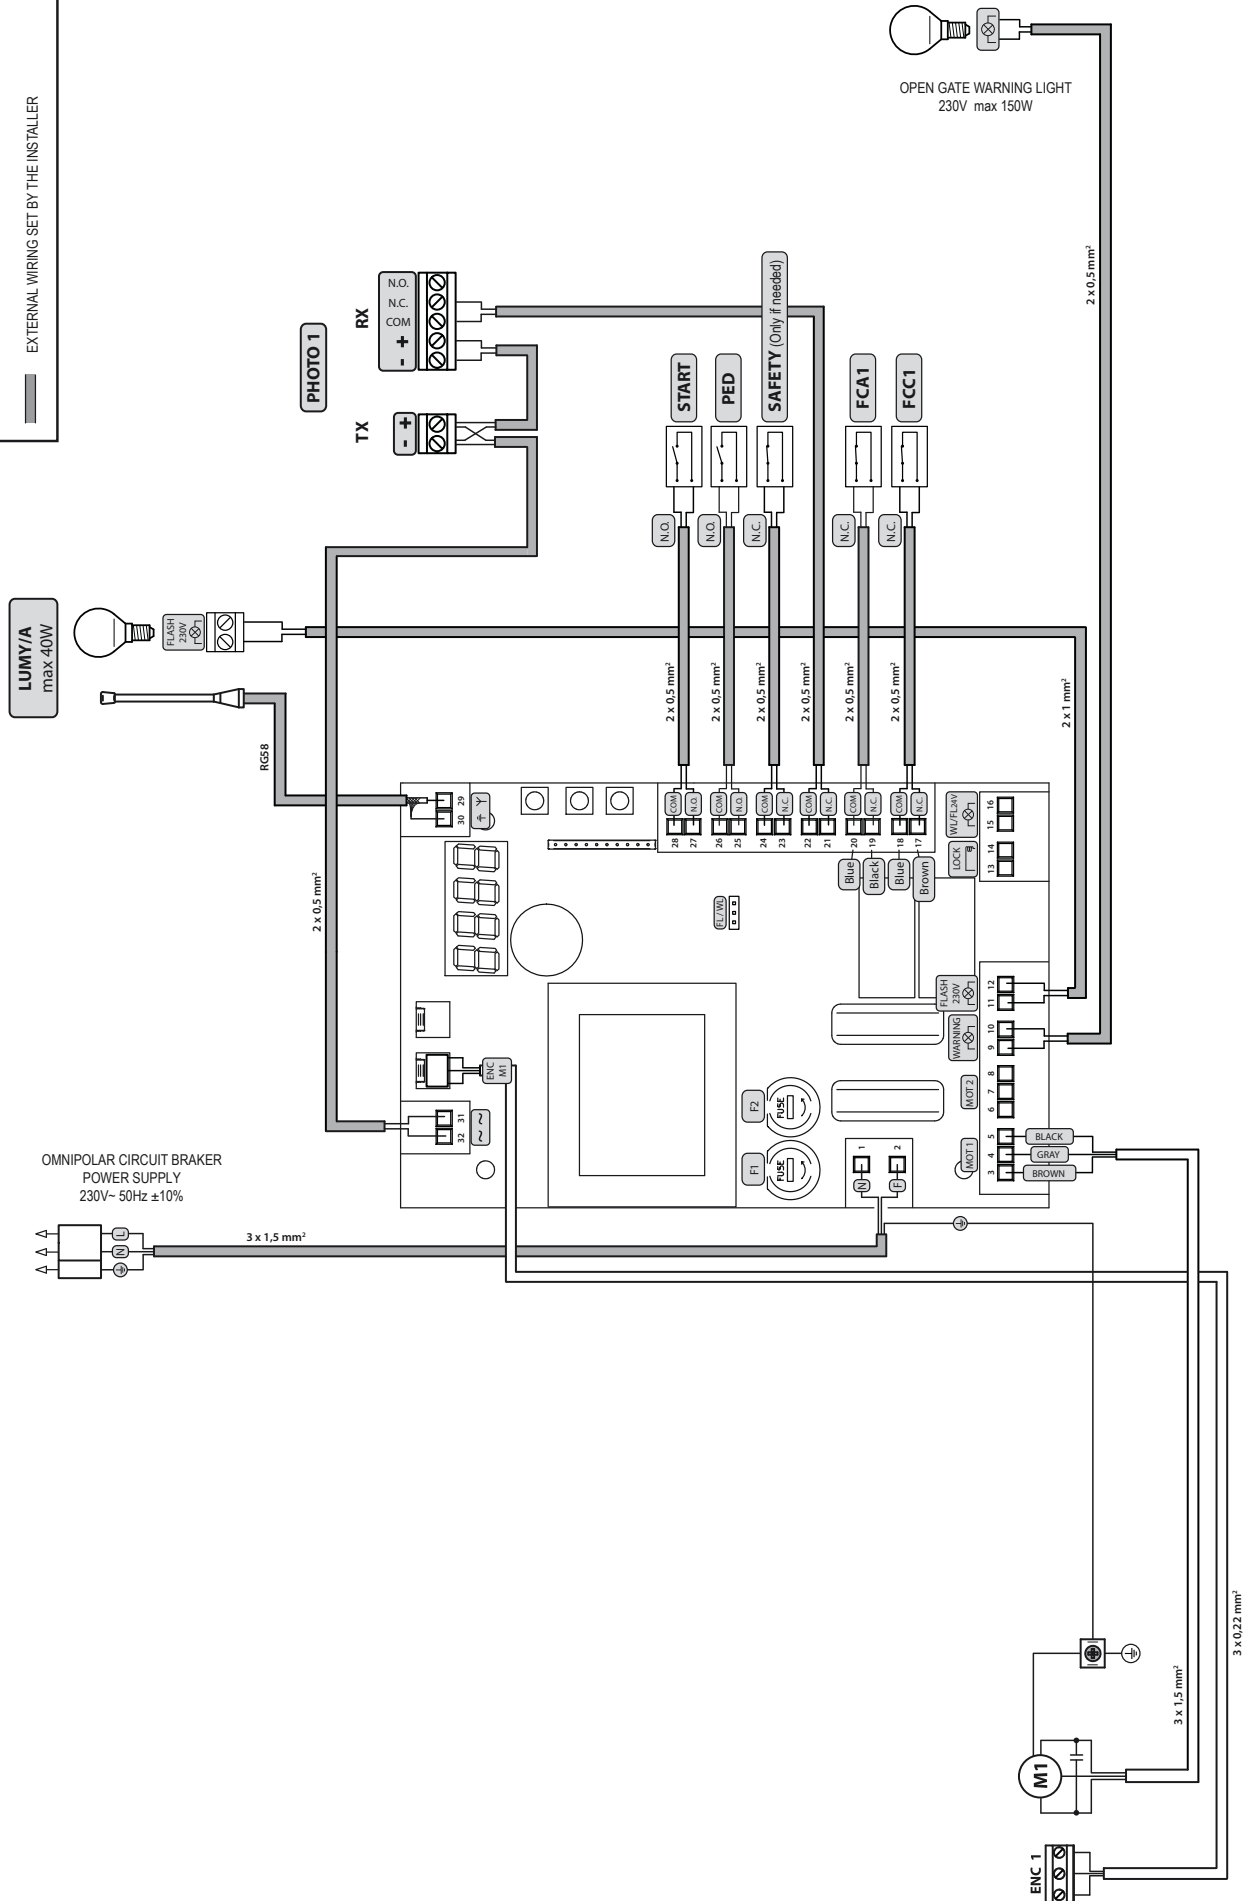 EXTERNAL WIRING SET BY THE INSTALLER
OPEN GATE WARNING LIGHT
230V max 150W
2 x 0,5 mm²
PHOTO 1
RX
N.O.
N.C.
COM
- +
TX
- +
LUMY/A
max 40W
FLASH
230V
RG58
2 x 0,5 mm²
START
PED
SAFETY (Only if needed)
FCA1
FCC1
N.O.
N.O.
N.C.
N.C.
N.C.
2 x 0,5 mm²
2 x 0,5 mm²
2 x 0,5 mm²
2 x 0,5 mm²
2 x 0,5 mm²
2 x 0,5 mm²
2 x 1 mm²
COM
N.O.
COM
N.O.
COM
N.C.
COM
N.C.
COM
N.C.
COM
N.C.
30 29
28
27
26
25
24
23
22
21
20
19
18
17
Blue
Black
Blue
Brown
WL/FL24V
15 16
LOCK
13 14
FL / WL
FLASH
230V
11 12
WARNING
9 10
MOT 2
6 7 8
MOT 1
3 4 5
BLACK
GRAY
BROWN
ENC
M1
32 31
~ ~
F2
FUSE
F1
FUSE
1
2
N
F
OMNIPOLAR CIRCUIT BRAKER
POWER SUPPLY
230V~ 50Hz ±10%
L
N
3 x 1,5 mm²
3 x 1,5 mm²
3 x 0,22 mm²
M1
ENC 1